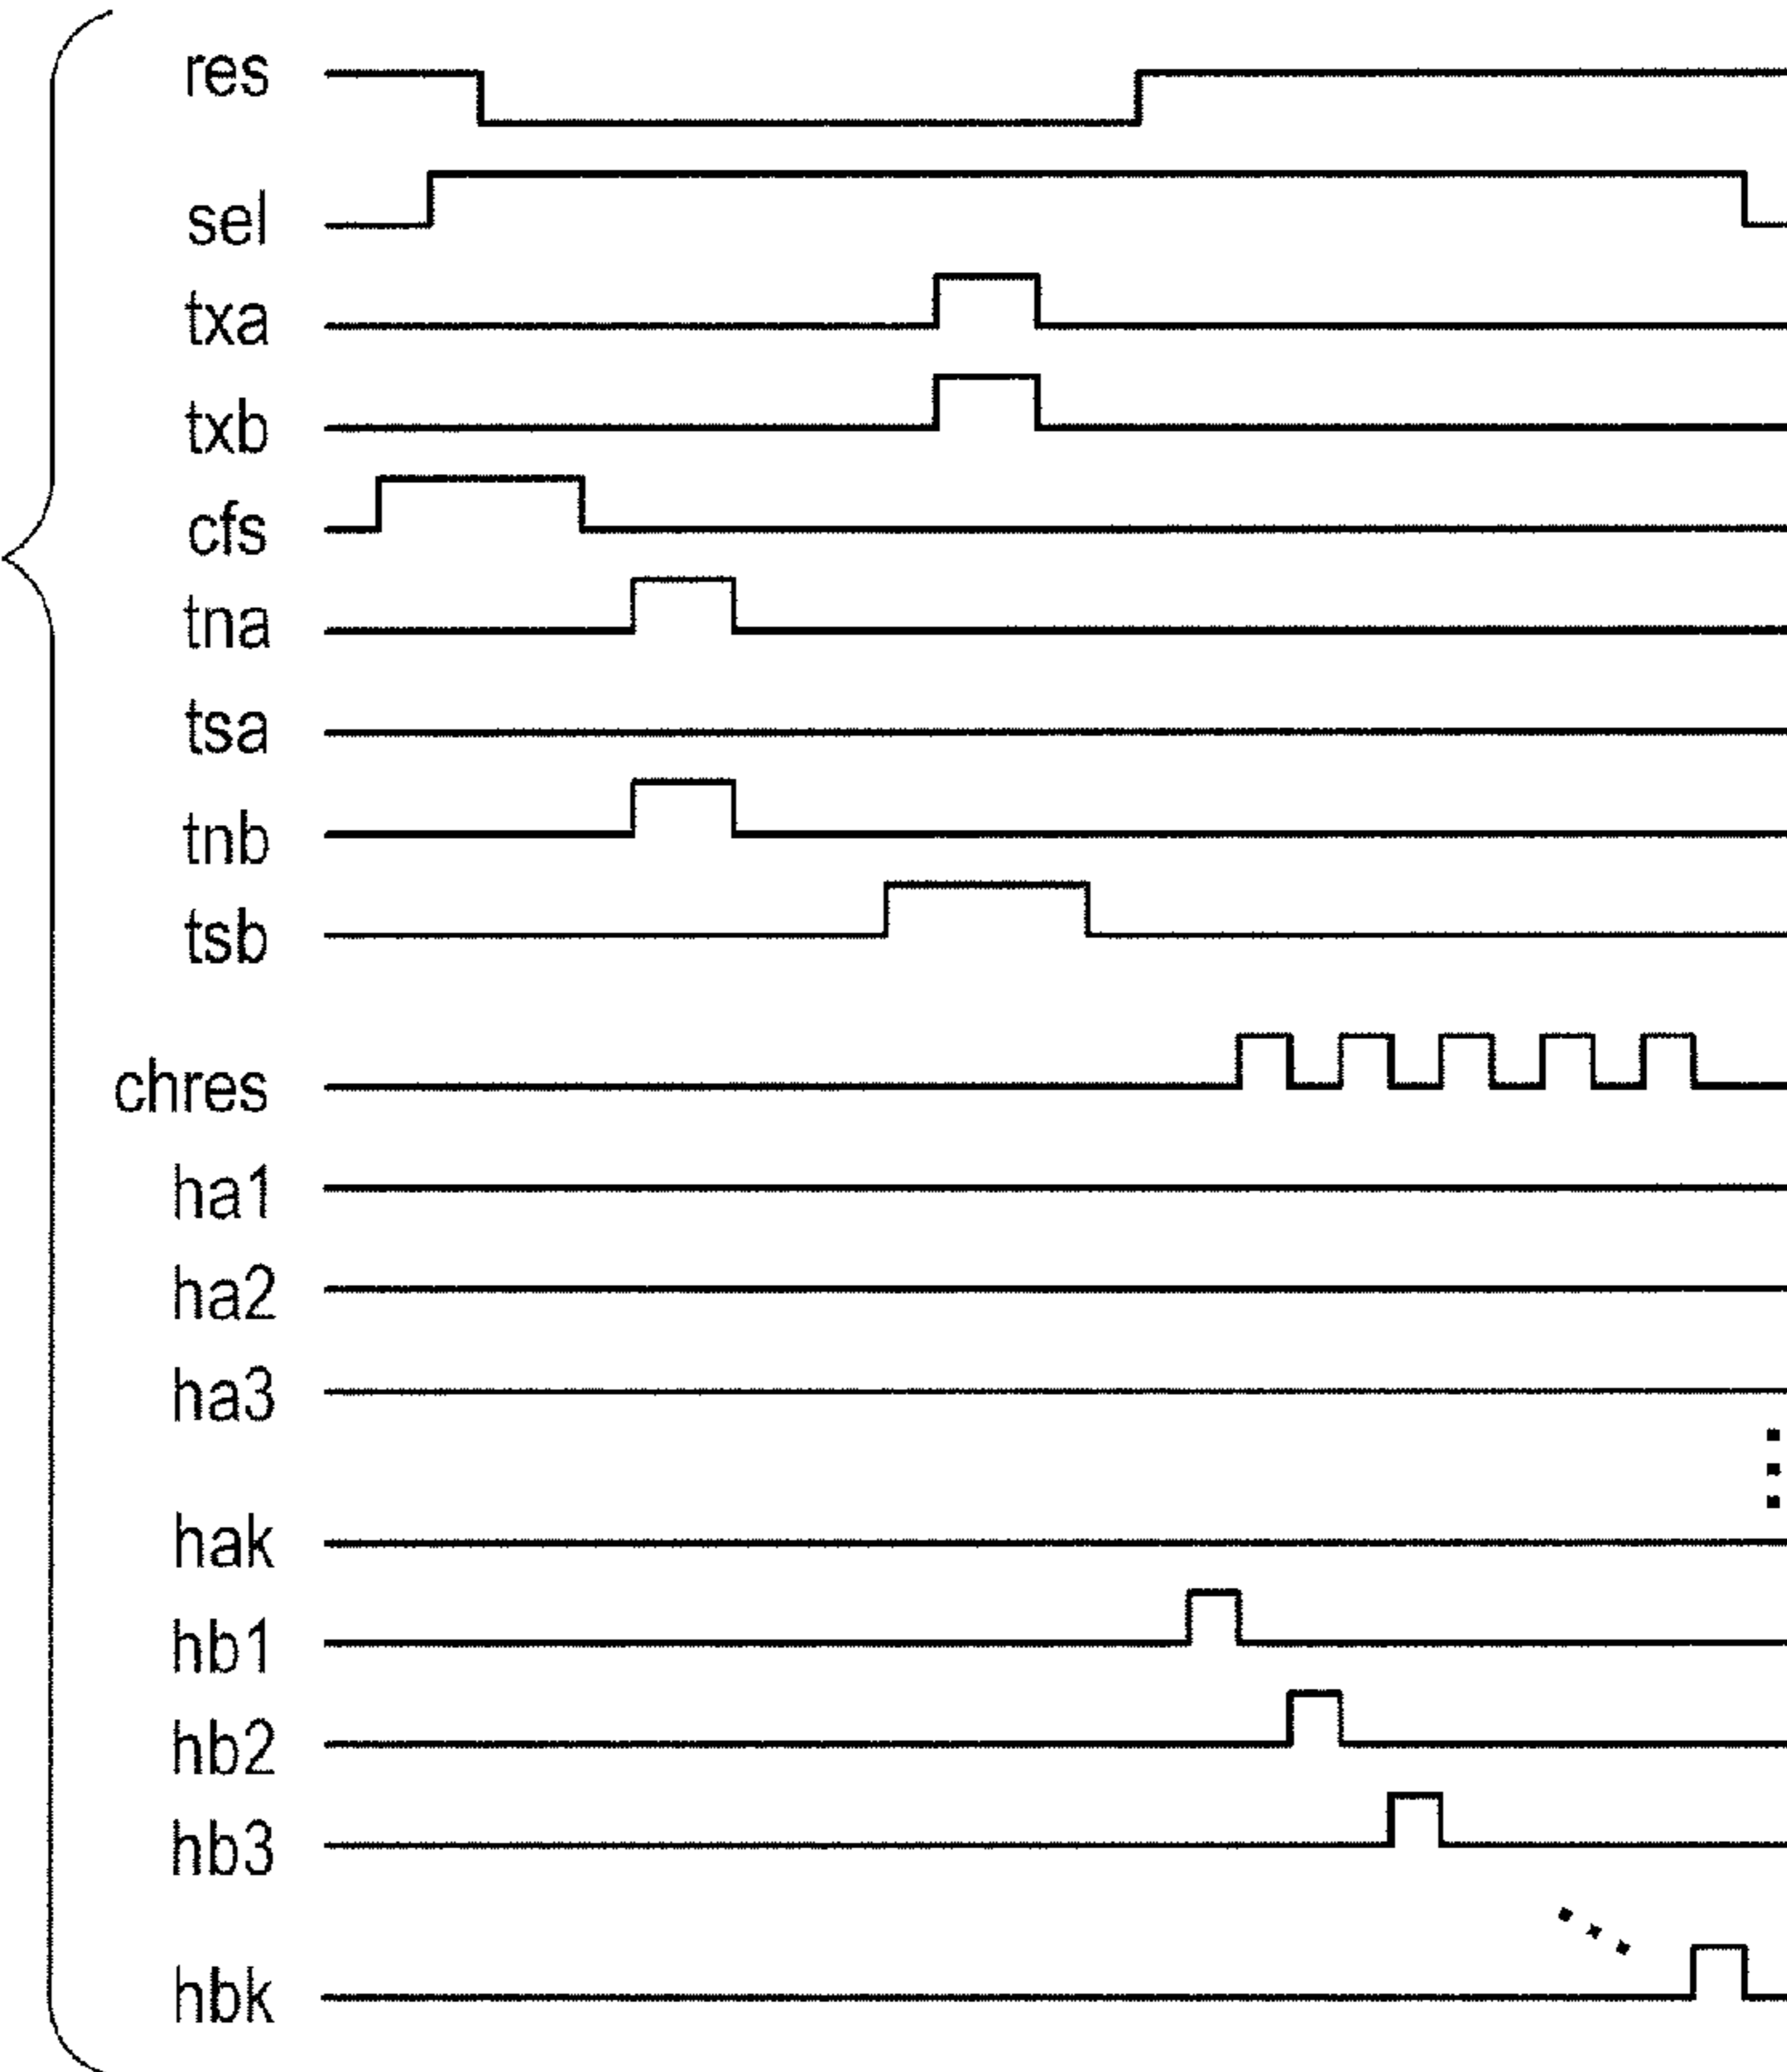 res
sel
txa
txb
cfs
tna
tsa
tnb
tsb
chres
ha1
ha2
ha3
hak
hb1
hb2
hb3
hbk